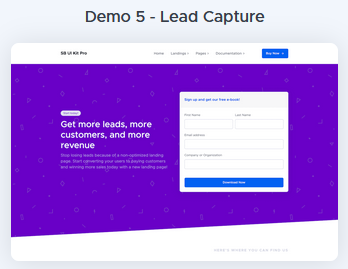 Demo 5 - Lead Capture
SB UI Kit Pro
Home Landings Pages Documentation Buy Now
Get more leads, more
customers, and more
revenue
Stop losing leads because of a non-optimized landing
page. Start converting your users to paying customers
and winning more sales today with a new landing page!
Sign up and get our free e-book!
First Name Last Name
Email address
Company or Organization
Download Now
HERE'S WHERE YOU CAN FIND US